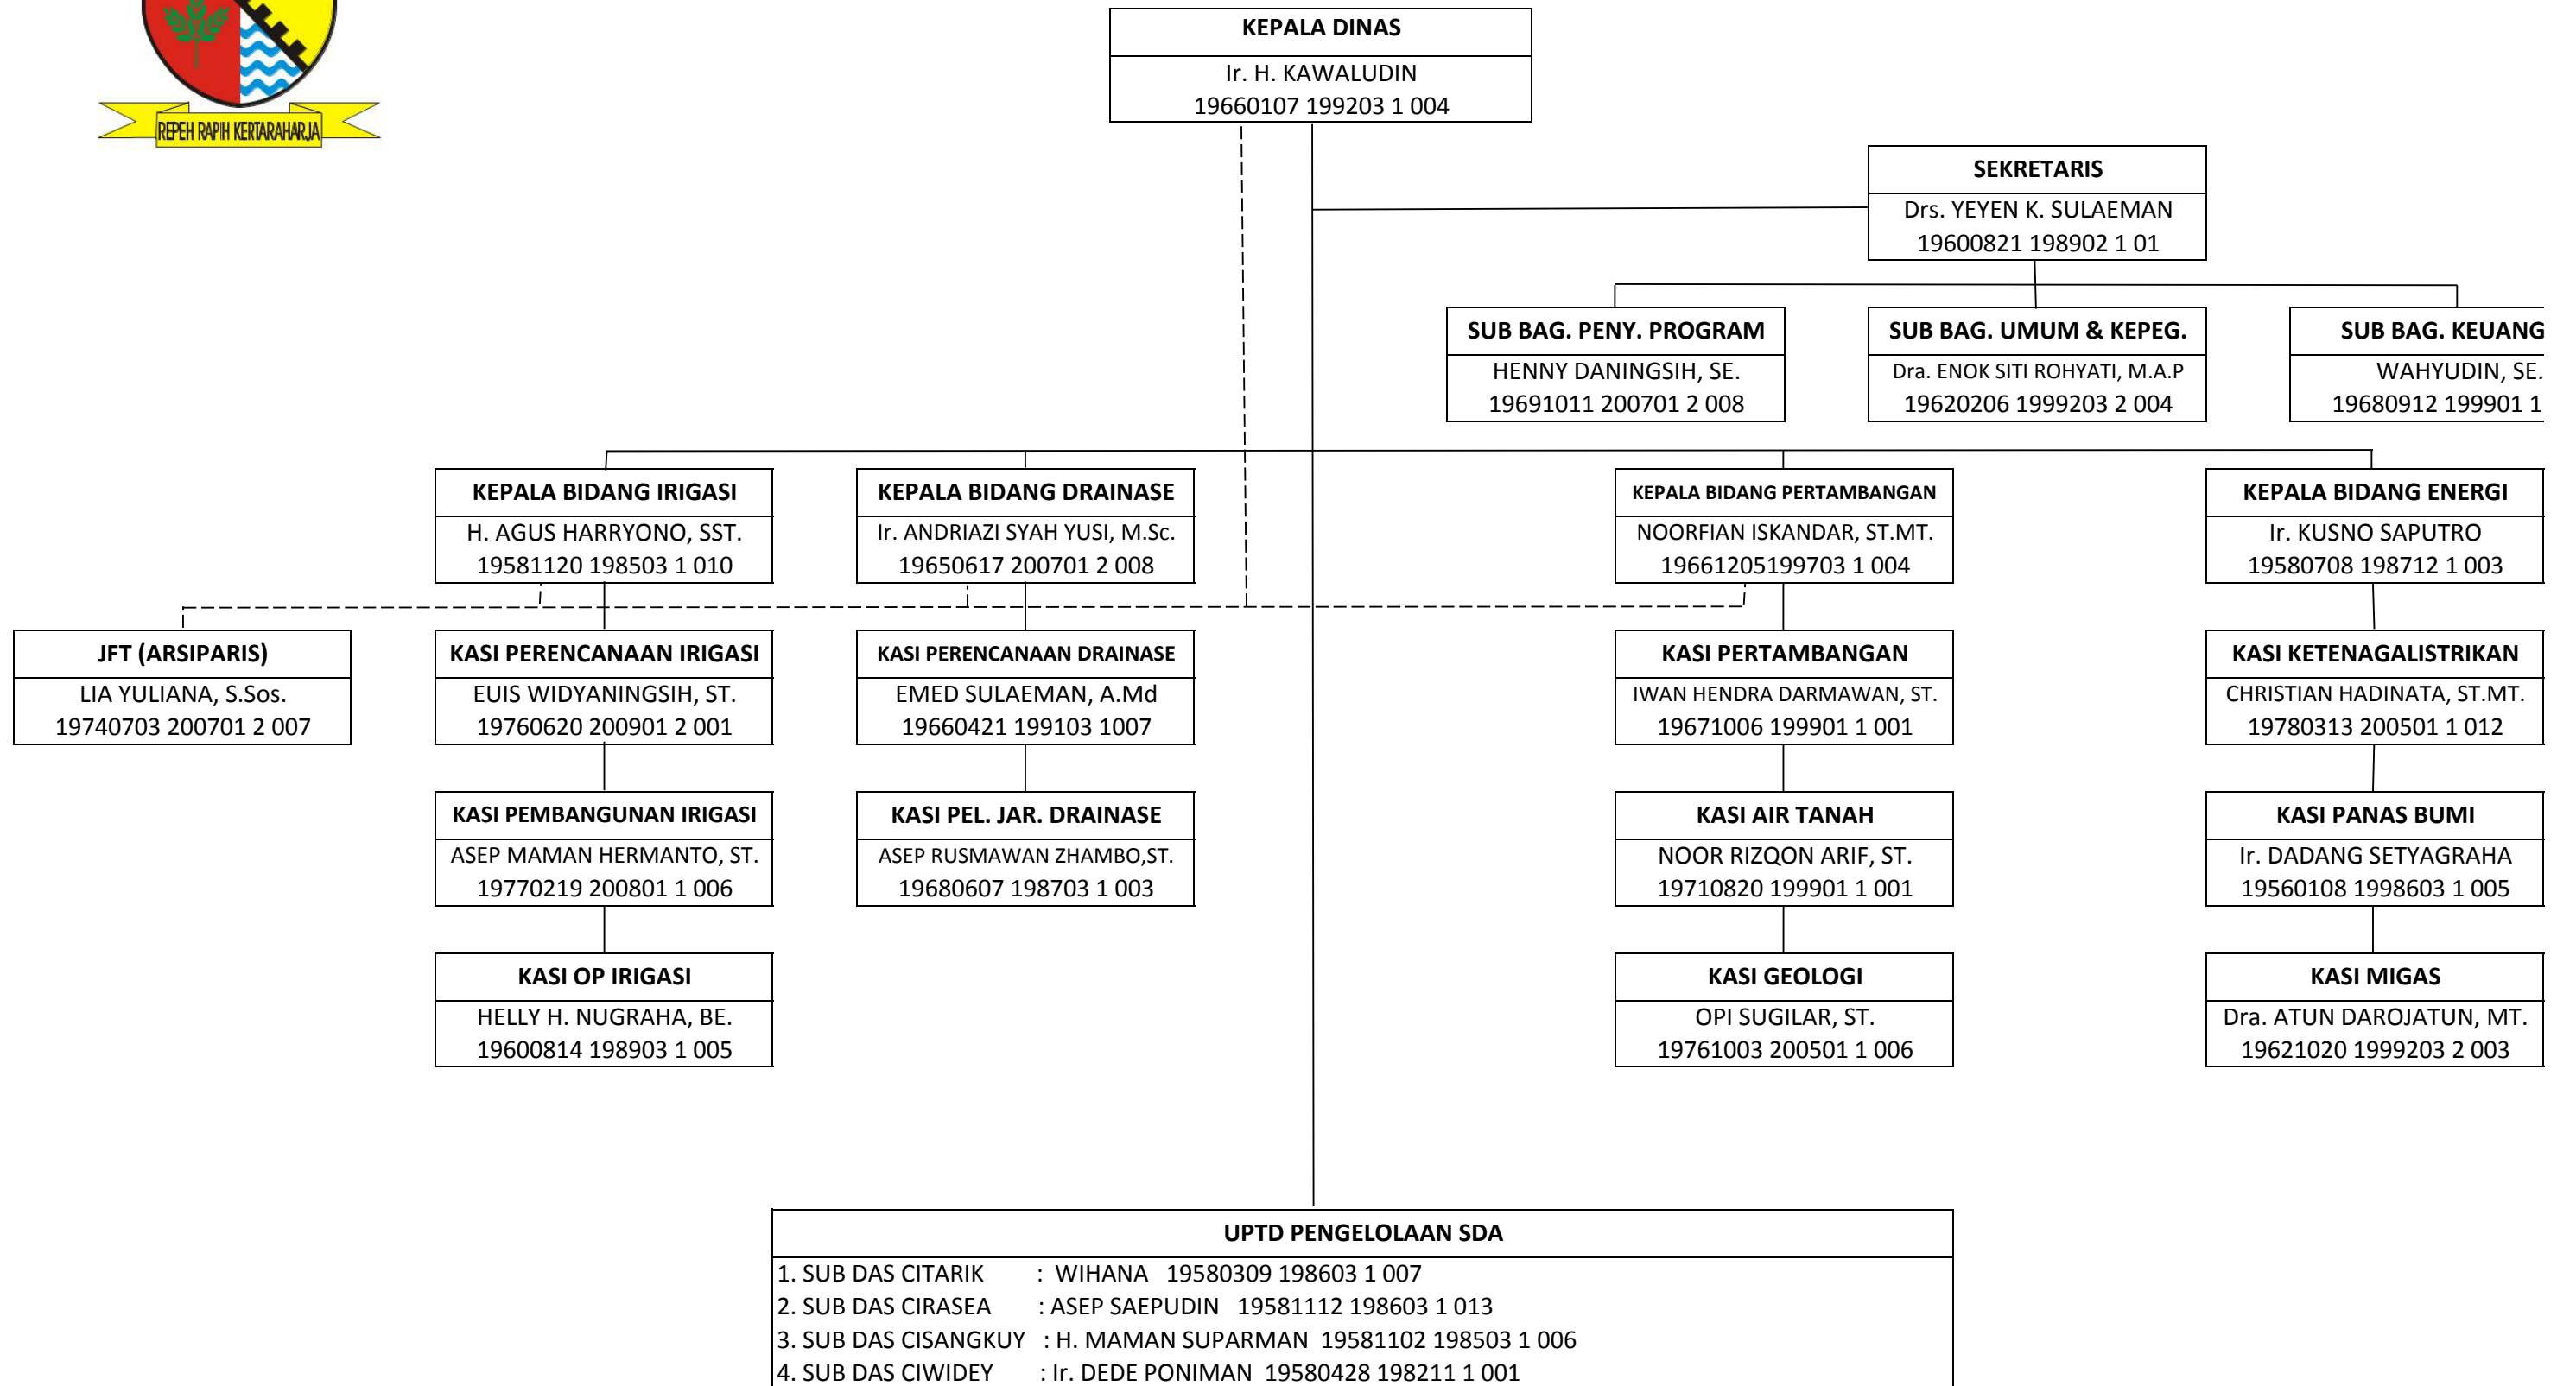 REPEH RAPIH KERTARAHARJA
KEPALA DINAS
Ir. H. KAWALUDIN
19660107 199203 1 004
SEKRETARIS
Drs. YEYEN K. SULAEMAN
19600821 198902 1 01
SUB BAG. PENY. PROGRAM
HENNY DANINGSIH, SE.
19691011 200701 2 008
SUB BAG. UMUM & KEPEG.
Dra. ENOK SITI ROHYATI, M.A.P
19620206 1999203 2 004
SUB BAG. KEUANG
WAHYUDIN, SE.
19680912 199901 1
KEPALA BIDANG IRIGASI
H. AGUS HARRYONO, SST.
19581120 198503 1 010
KEPALA BIDANG DRAINASE
Ir. ANDRIAZI SYAH YUSI, M.Sc.
19650617 200701 2 008
KEPALA BIDANG PERTAMBANGAN
NOORFIAN ISKANDAR, ST.MT.
19661205199703 1 004
KEPALA BIDANG ENERGI
Ir. KUSNO SAPUTRO
19580708 198712 1 003
JFT (ARSIPARIS)
LIA YULIANA, S.Sos.
19740703 200701 2 007
KASI PERENCANAAN IRIGASI
EUIS WIDYANINGSIH, ST.
19760620 200901 2 001
KASI PERENCANAAN DRAINASE
EMED SULAEMAN, A.Md
19660421 199103 1007
KASI PERTAMBANGAN
IWAN HENDRA DARMAWAN, ST.
19671006 199901 1 001
KASI KETENAGALISTRIKAN
CHRISTIAN HADINATA, ST.MT.
19780313 200501 1 012
KASI PEMBANGUNAN IRIGASI
ASEP MAMAN HERMANTO, ST.
19770219 200801 1 006
KASI PEL. JAR. DRAINASE
ASEP RUSMAWAN ZHAMBO,ST.
19680607 198703 1 003
KASI AIR TANAH
NOOR RIZQON ARIF, ST.
19710820 199901 1 001
KASI PANAS BUMI
Ir. DADANG SETYAGRAHA
19560108 1998603 1 005
KASI OP IRIGASI
HELLY H. NUGRAHA, BE.
19600814 198903 1 005
KASI GEOLOGI
OPI SUGILAR, ST.
19761003 200501 1 006
KASI MIGAS
Dra. ATUN DAROJATUN, MT.
19621020 1999203 2 003
UPTD PENGELOLAAN SDA
1. SUB DAS CITARIK : WIHANA 19580309 198603 1 007
2. SUB DAS CIRASEA : ASEP SAEPUDIN 19581112 198603 1 013
3. SUB DAS CISANGKUY : H. MAMAN SUPARMAN 19581102 198503 1 006
4. SUB DAS CIWIDEY : Ir. DEDE PONIMAN 19580428 198211 1 001